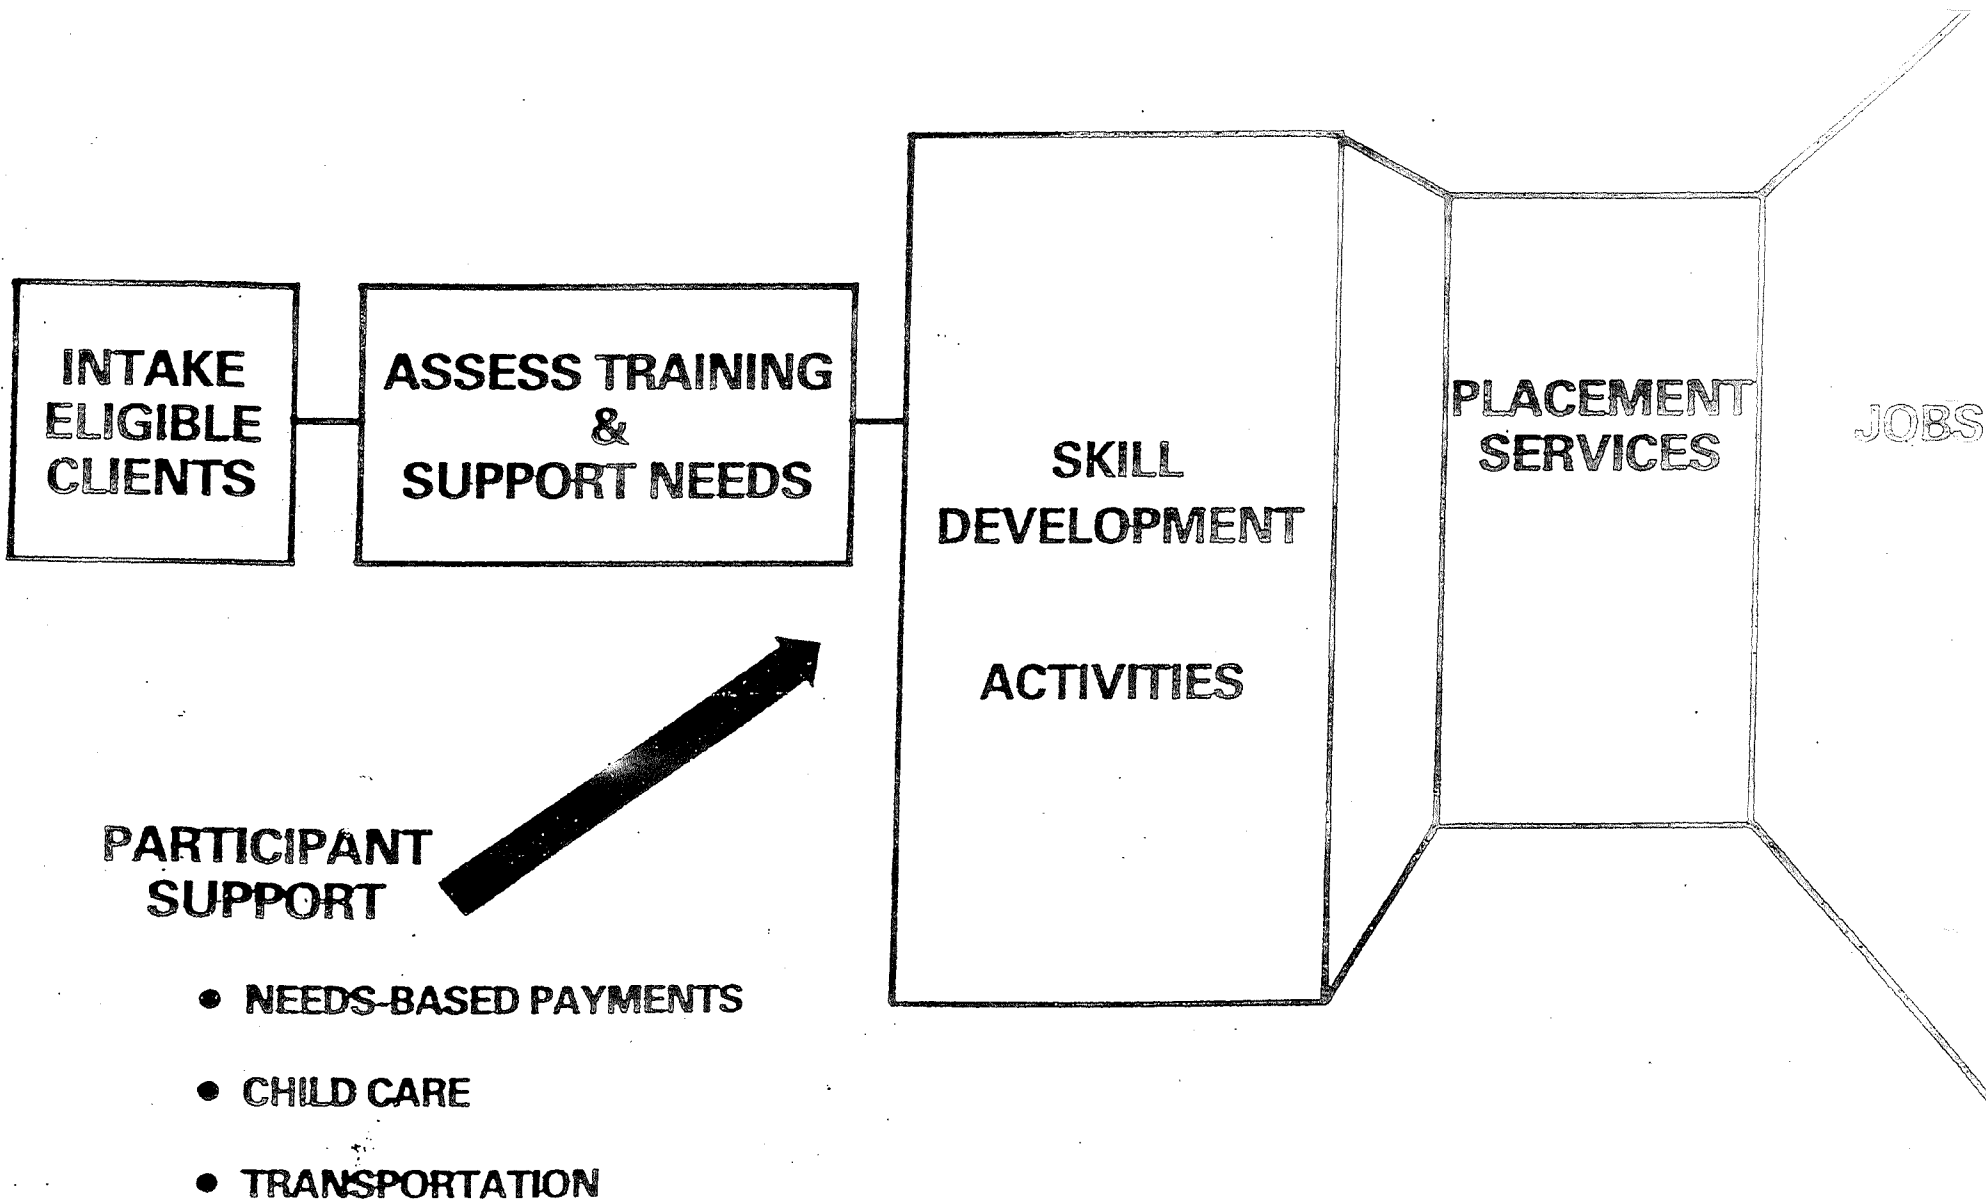 INTAKE
ELIGIBLE
CLIENTS
ASSESS TRAINING
&
SUPPORT NEEDS
SKILL
DEVELOPMENT
ACTIVITIES
PLACEMENT
SERVICES
JOBS
PARTICIPANT
SUPPORT
• NEEDS-BASED PAYMENTS
• CHILD CARE
• TRANSPORTATION